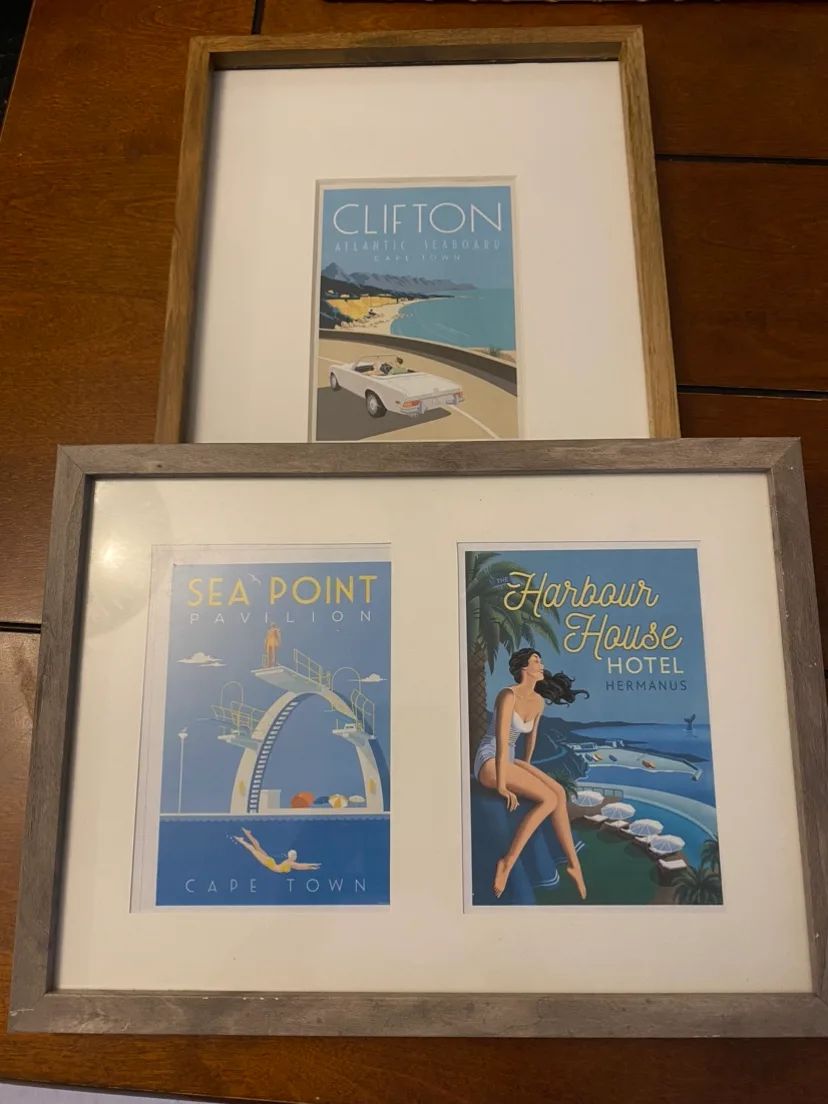 CLIFTON
ATLANTIC SEABOARD
CAPE TOWN
SEA POINT
PAVILION
CAPE TOWN
THE
Harbour
House
HOTEL
HERMANUS